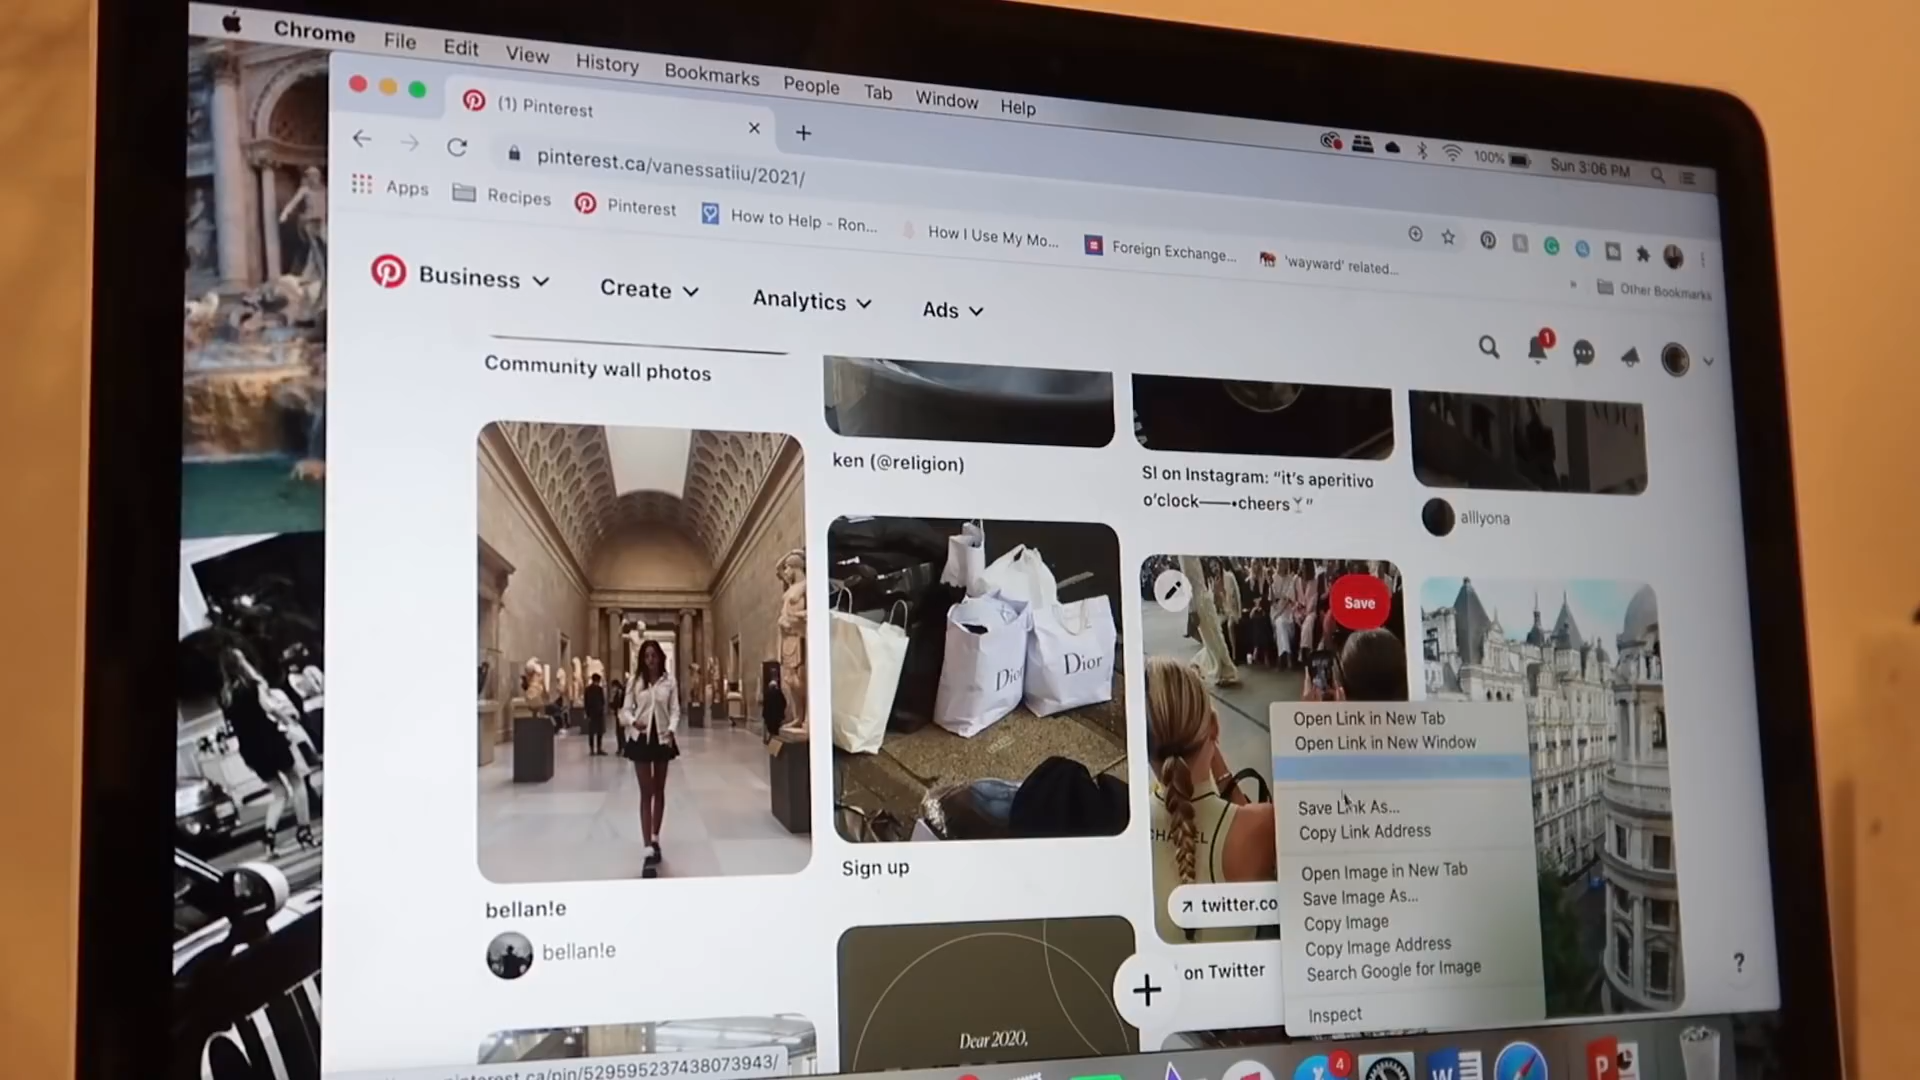 Chrome File Edit View History Bookmarks People Tab Window Help
100% Sun 3:06 PM
(1) Pinterest
pinterest.ca/vanessatiiu/2021/
Apps Recipes Pinterest How to Help - Ron... How I Use My Mo... Foreign Exchange... 'wayward' related...
Other Bookmarks
Business Create Analytics Ads
1
Community wall photos
ken (@religion)
SI on Instagram: “it’s aperitivo
o’clock——•cheers🍸”
alllyona
Save
Dior
Dior
CHANEL
Sign up
bellan!e
bellan!e
twitter.co
on Twitter
Open Link in New Tab
Open Link in New Window
Save Link As...
Copy Link Address
Open Image in New Tab
Save Image As...
Copy Image
Copy Image Address
Search Google for Image
Inspect
?
Dear 2020,
pinterest.ca/pin/529595237438073943/
4
W
P